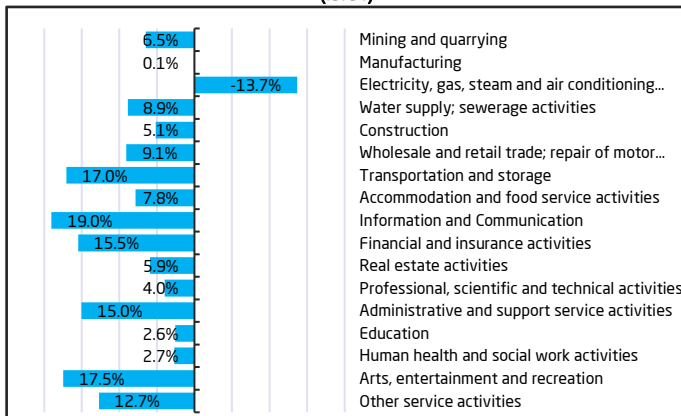 6.5% Mining and quarrying
0.1% Manufacturing
-13.7% Electricity, gas, steam and air conditioning...
8.9% Water supply; sewerage activities
5.1% Construction
9.1% Wholesale and retail trade; repair of motor...
17.0% Transportation and storage
7.8% Accommodation and food service activities
19.0% Information and Communication
15.5% Financial and insurance activities
5.9% Real estate activities
4.0% Professional, scientific and technical activities
15.0% Administrative and support service activities
2.6% Education
2.7% Human health and social work activities
17.5% Arts, entertainment and recreation
12.7% Other service activities